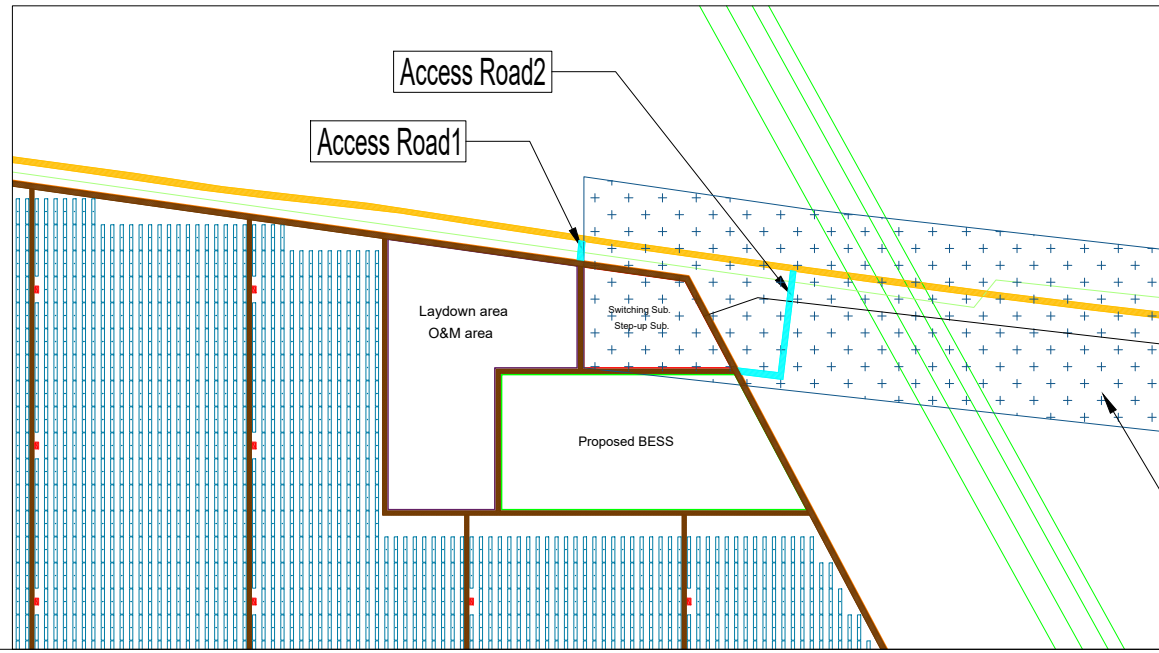 Access Road2
Access Road1
Laydown area
O&M area
Switching Sub.
Step-up Sub.
Proposed BESS